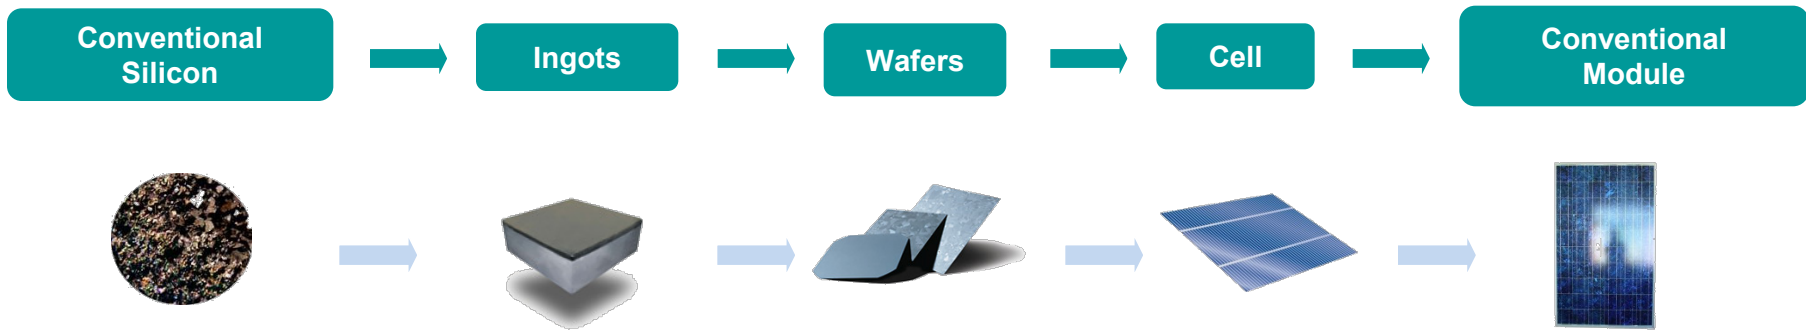 Conventional
Silicon
Ingots
Wafers
Cell
Conventional
Module